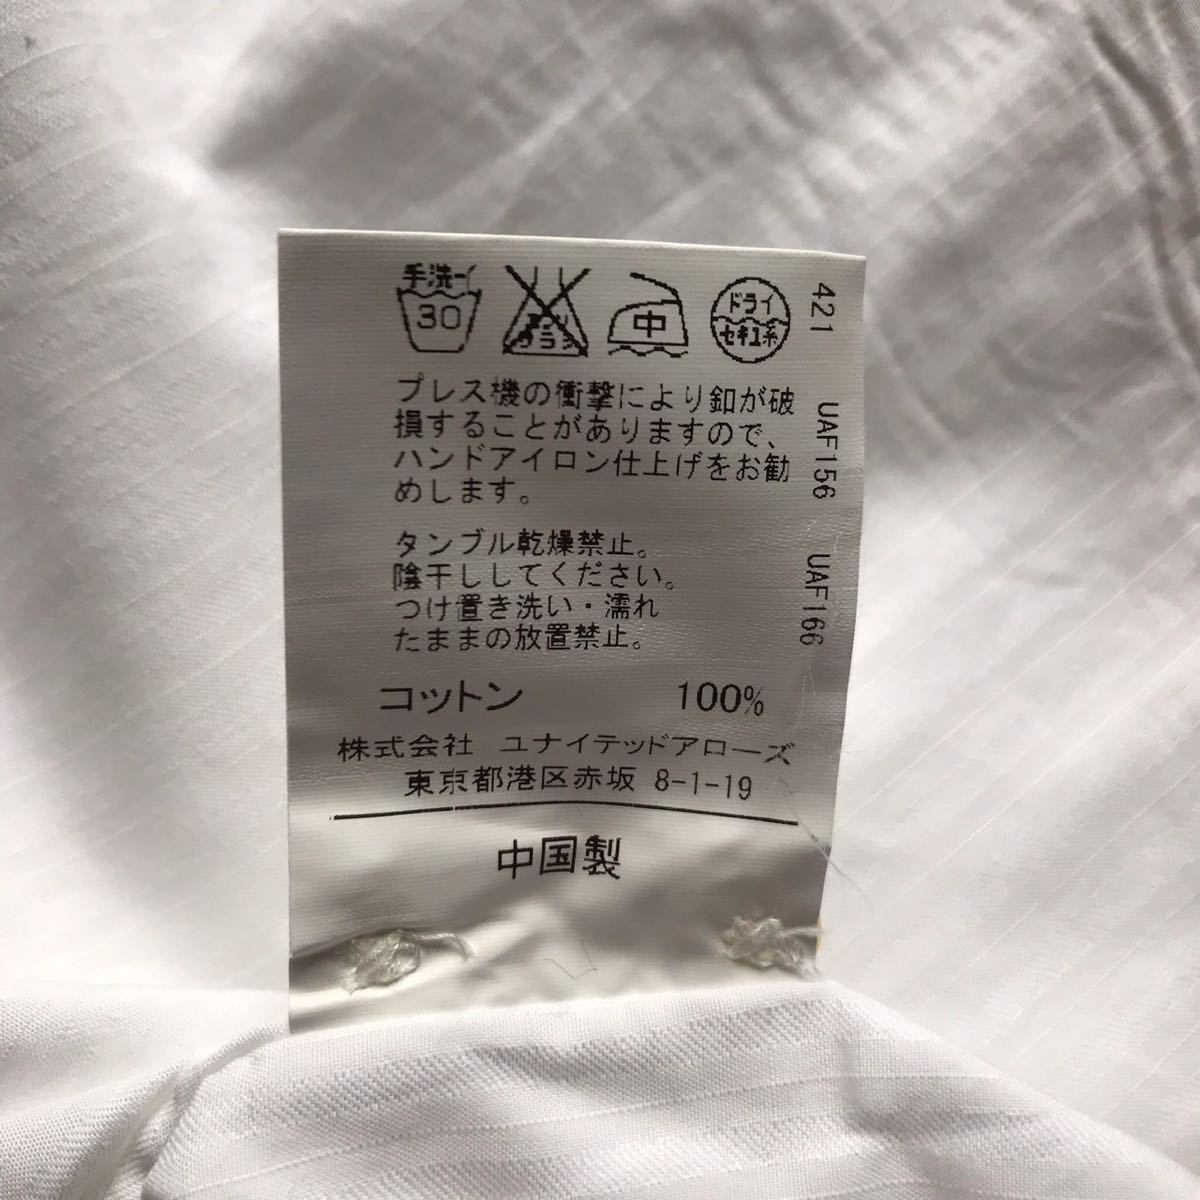 手洗イ
30
エンソ
サラシ
中
ドライ
セキユ系
プレス機の衝撃により釦が破
損することがありますので、
ハンドアイロン仕上げをお勧
めします。
タンブル乾燥禁止。
陰干ししてください。
つけ置き洗い・濡れ
たままの放置禁止。
コットン 100%
株式会社 ユナイテッドアローズ
東京都港区赤坂 8-1-19
中国製
421 UAF156 UAF166